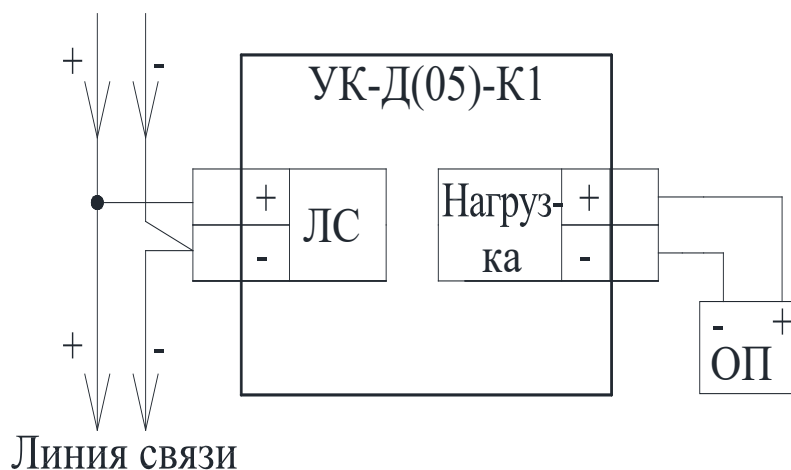 + -
УК-Д(05)-К1
+ ЛС -
Нагруз-
ка
+
-
+ -
- +
ОП
Линия связи